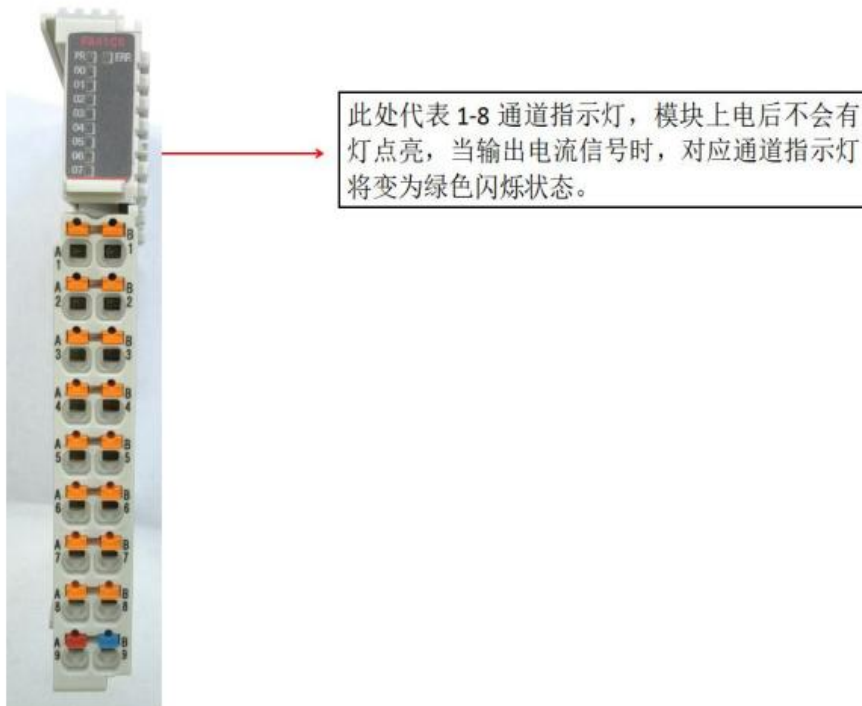 PR ERR
00
01
02
03
04
05
06
07
此处代表 1-8 通道指示灯，模块上电后不会有
灯点亮，当输出电流信号时，对应通道指示灯
将变为绿色闪烁状态。
A B
1 1
A B
2 2
A B
3 3
A B
4 4
A B
5 5
A B
6 6
A B
7 7
A B
8 8
A B
9 9